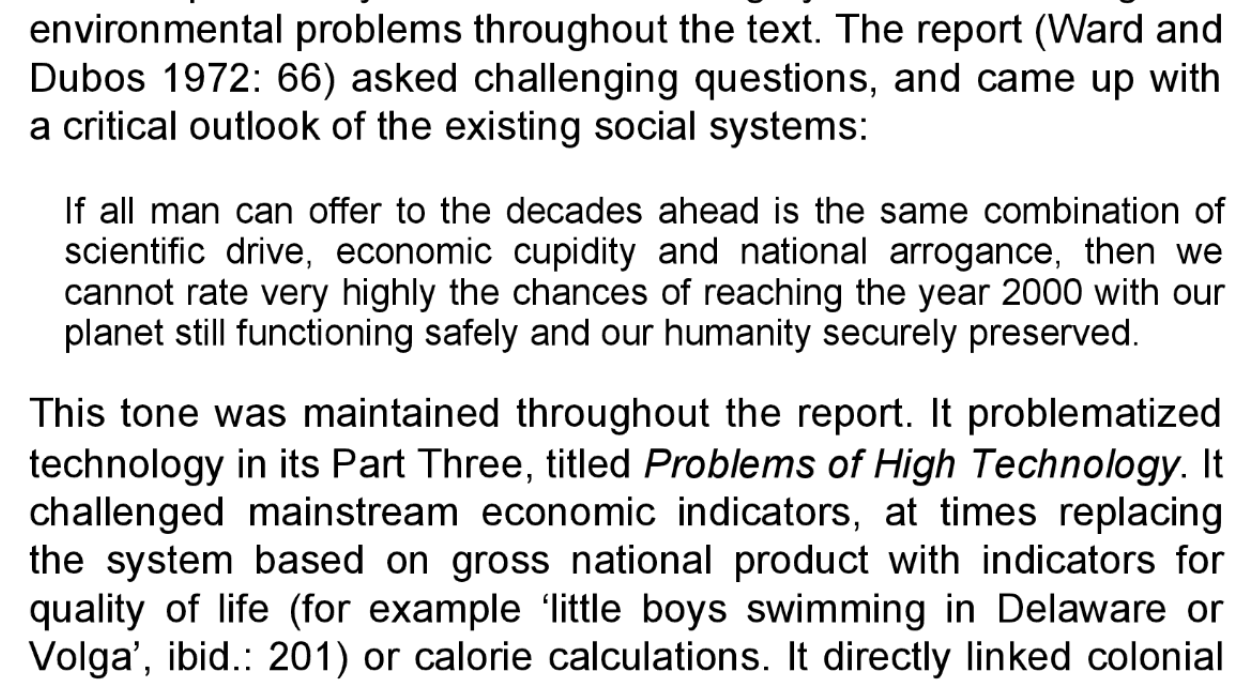 environmental problems throughout the text. The report (Ward and
Dubos 1972: 66) asked challenging questions, and came up with
a critical outlook of the existing social systems:
If all man can offer to the decades ahead is the same combination of
scientific drive, economic cupidity and national arrogance, then we
cannot rate very highly the chances of reaching the year 2000 with our
planet still functioning safely and our humanity securely preserved.
This tone was maintained throughout the report. It problematized
technology in its Part Three, titled Problems of High Technology. It
challenged mainstream economic indicators, at times replacing
the system based on gross national product with indicators for
quality of life (for example ‘little boys swimming in Delaware or
Volga’, ibid.: 201) or calorie calculations. It directly linked colonial